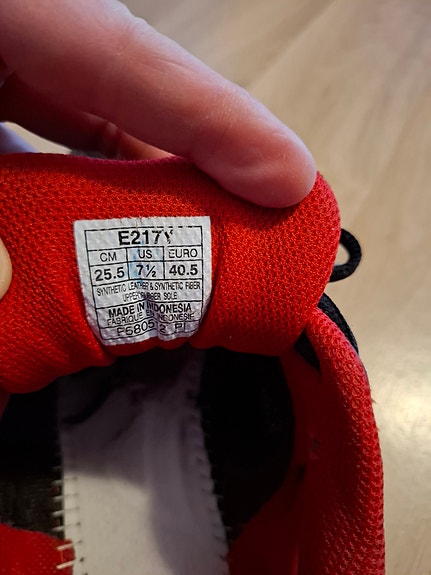 E217Y
CM US EURO
25.5 7½ 40.5
SYNTHETIC LEATHER & SYNTHETIC FIBER
UPPER RUBBER SOLE
MADE IN INDONESIA
FABRIQUE EN INDONESIE
PI